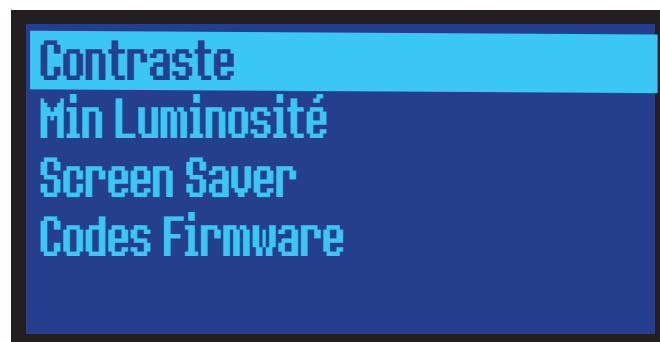 Contraste
Min Luminosité
Screen Saver
Codes Firmware